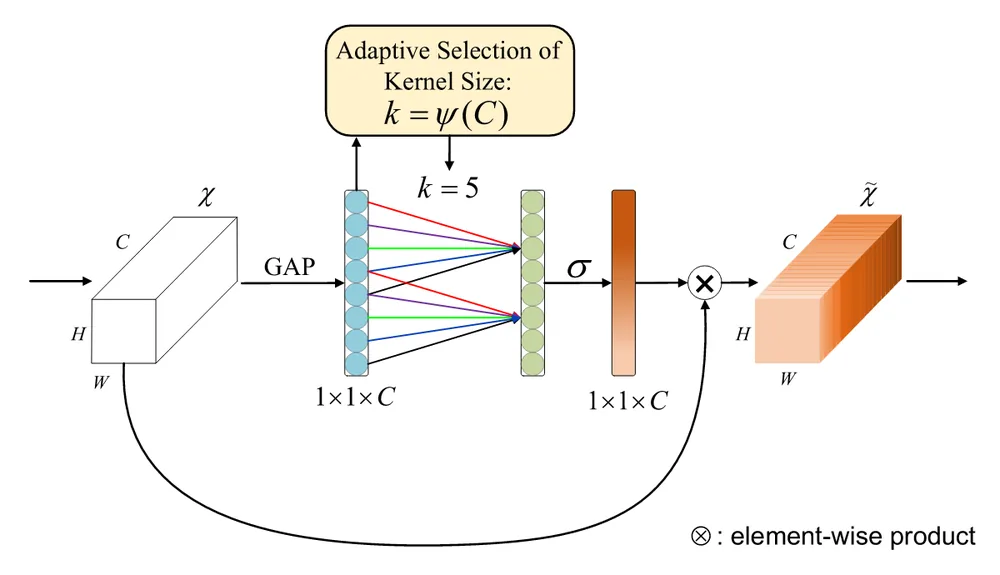 Adaptive Selection of
Kernel Size:
k = ψ(C)
k = 5
χ
C
H
W
GAP
1×1×C
σ
1×1×C
×
χ̃
C
H
W
⊗ : element-wise product